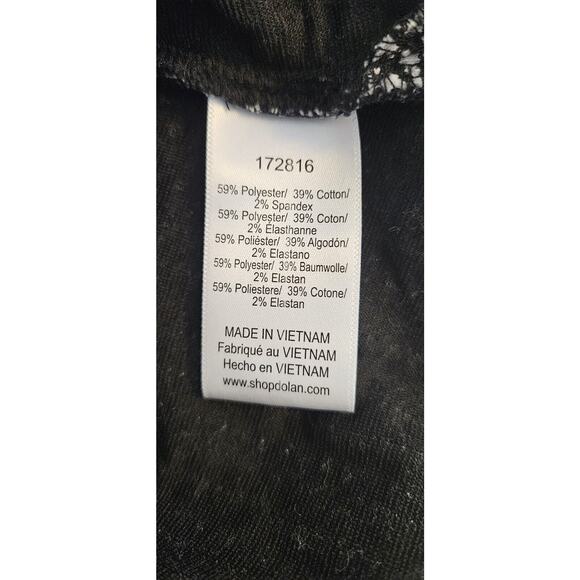 172816
59% Polyester/ 39% Cotton/
2% Spandex
59% Polyester/ 39% Coton/
2% Élasthanne
59% Poliéster/ 39% Algodón/
2% Elastano
59% Polyester/ 39% Baumwolle/
2% Elastan
59% Poliestere/ 39% Cotone/
2% Elastan
MADE IN VIETNAM
Fabriqué au VIETNAM
Hecho en VIETNAM
www.shopdolan.com